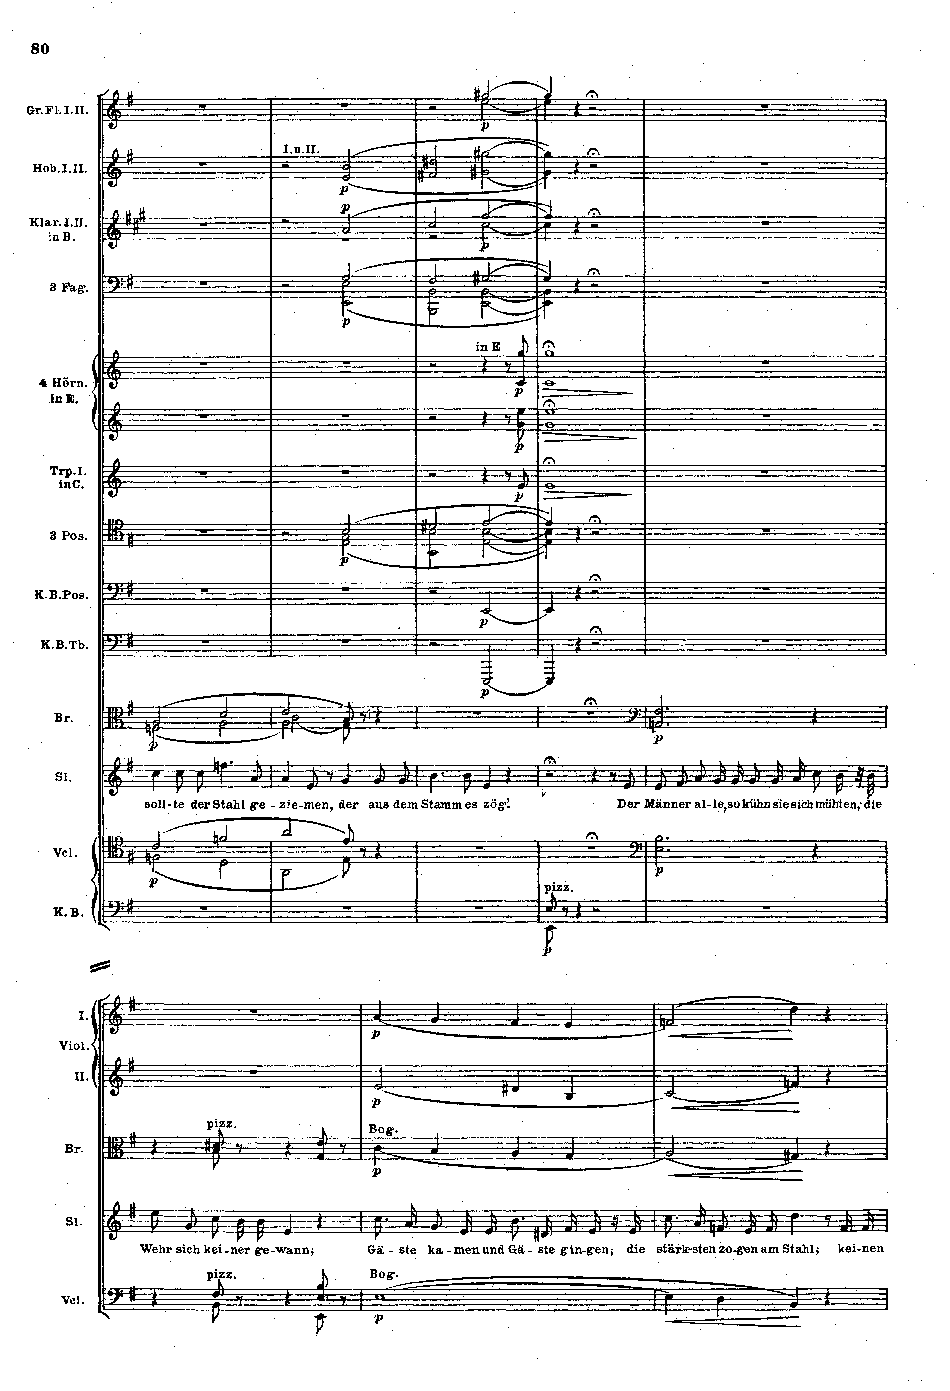 80
Gr.Fl.I.II.
p
I.u.II.
Hob.I.II.
p
p
Klar.I.II.
in B.
p
3 Fag.
p
in E
4 Hörn.
in E.
p
p
Trp.I.
in C.
p
3 Pos.
p
K.B.Pos.
p
K.B.Tb.
p
Br.
p
p
Si.
soll-te der Stahl ge-zie-men, der aus dem Stamm es zög! Der Männer al-le, so kühn sie sich mühten, die
Vcl.
p
p
pizz.
K.B.
p
I.
p
Viol.
II.
p
pizz.
Bog.
Br.
p
Si.
Wehr sich kei-ner ge-wann; Gä-ste ka-men und Gä-ste gin-gen, die stärk-sten zo-gen am Stahl; kei-nen
pizz.
Bog.
Vcl.
p